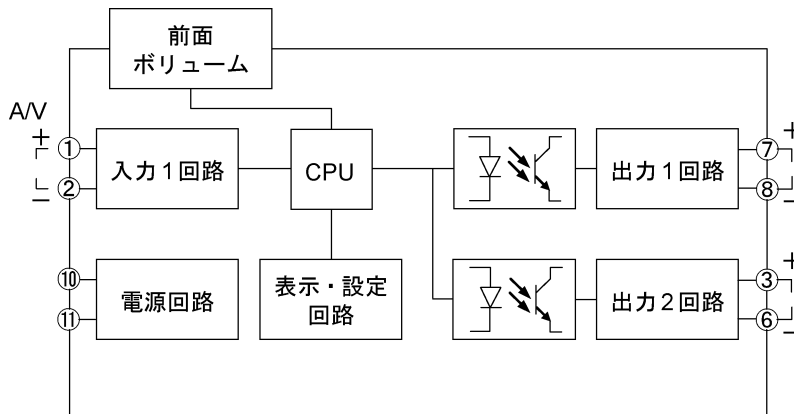 前面
ボリューム
A/V
+
①
②
−
入力1回路
CPU
出力1回路
+
⑦
⑧
−
⑩
⑪
電源回路
表示・設定
回路
出力2回路
+
③
⑥
−